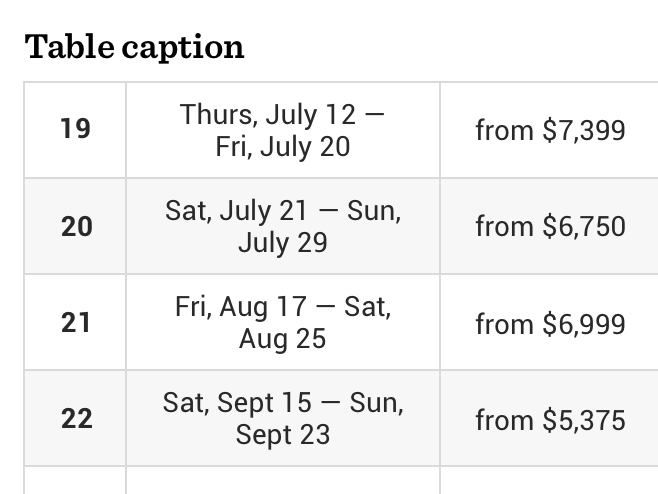 Table caption
19
Thurs, July 12 —
Fri, July 20
from $7,399
20
Sat, July 21 — Sun,
July 29
from $6,750
21
Fri, Aug 17 — Sat,
Aug 25
from $6,999
22
Sat, Sept 15 — Sun,
Sept 23
from $5,375